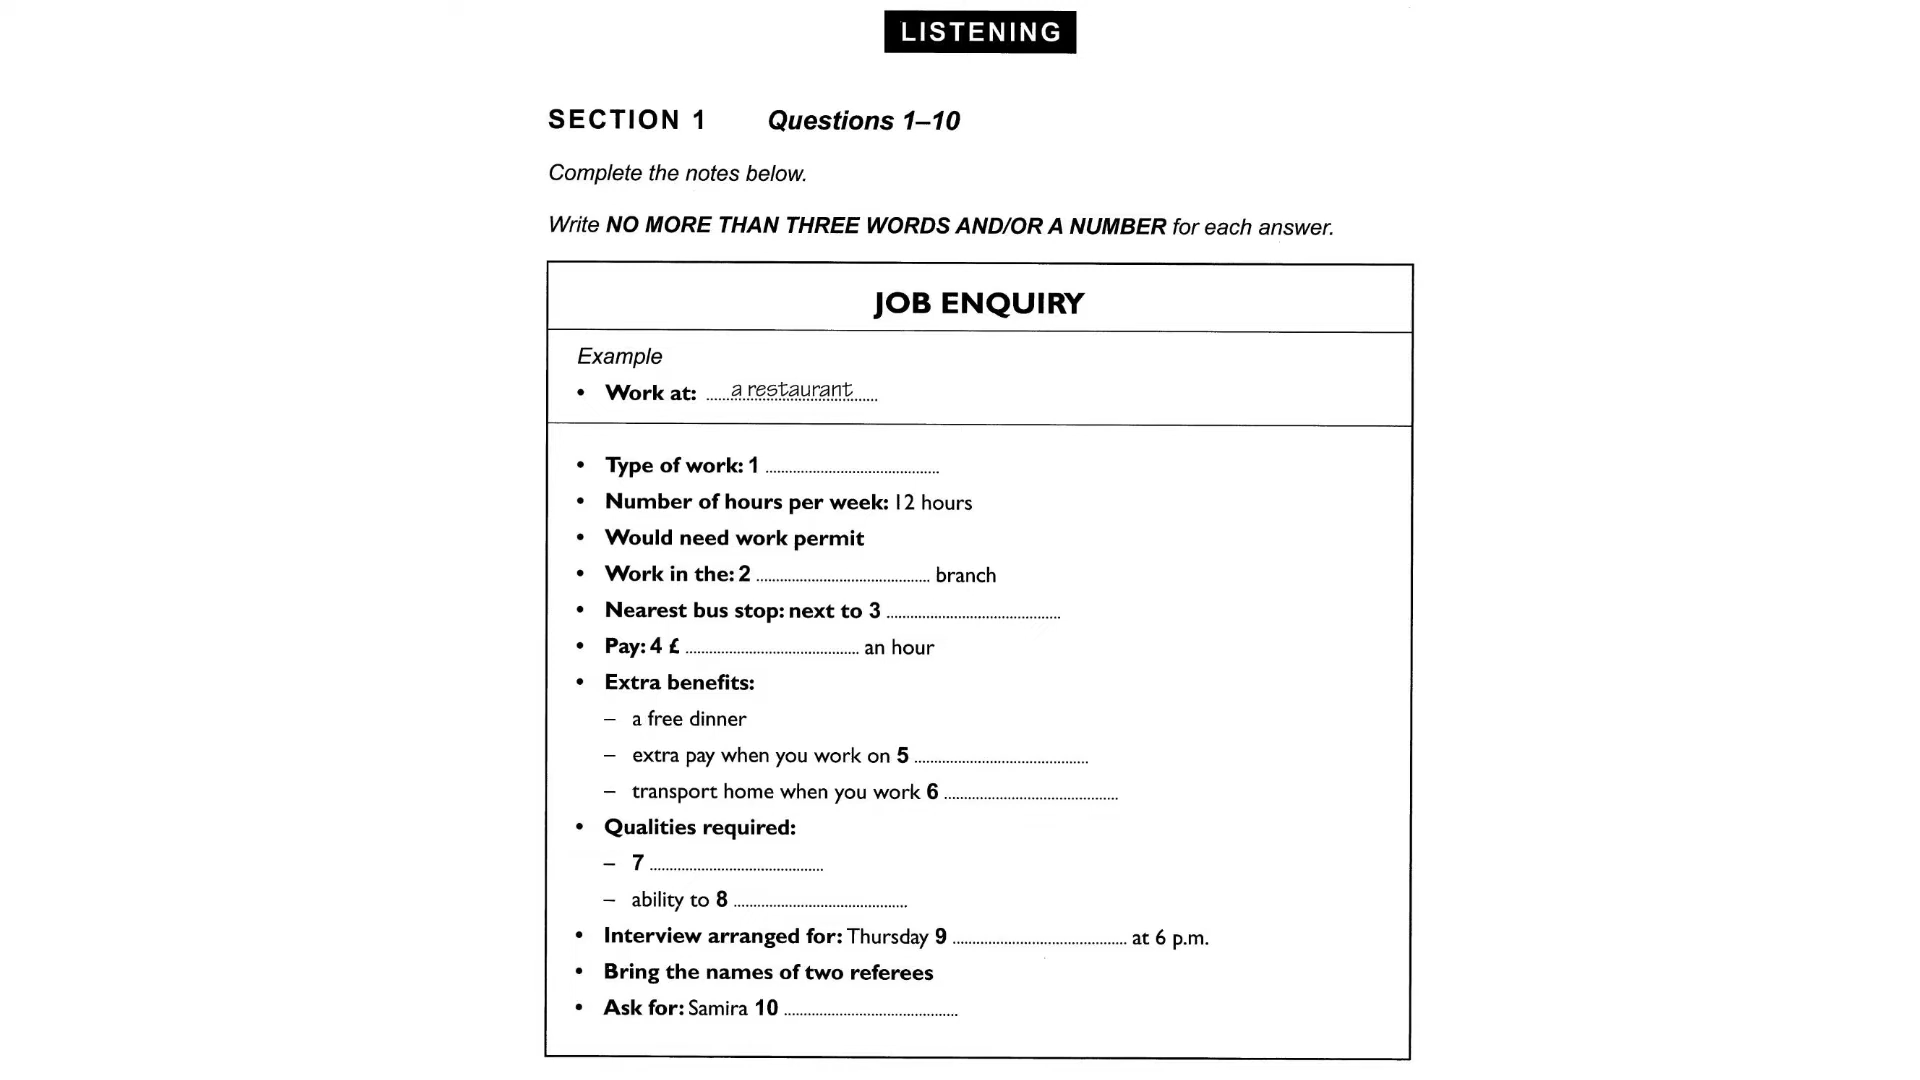 LISTENING
SECTION 1 Questions 1–10
Complete the notes below.
Write NO MORE THAN THREE WORDS AND/OR A NUMBER for each answer.
JOB ENQUIRY
Example
• Work at: ......a restaurant......
• Type of work: 1 ............................................
• Number of hours per week: 12 hours
• Would need work permit
• Work in the: 2 ............................................ branch
• Nearest bus stop: next to 3 ............................................
• Pay: 4 £ ............................................ an hour
• Extra benefits:
– a free dinner
– extra pay when you work on 5 ............................................
– transport home when you work 6 ............................................
• Qualities required:
– 7 ............................................
– ability to 8 ............................................
• Interview arranged for: Thursday 9 ............................................ at 6 p.m.
• Bring the names of two referees
• Ask for: Samira 10 ............................................